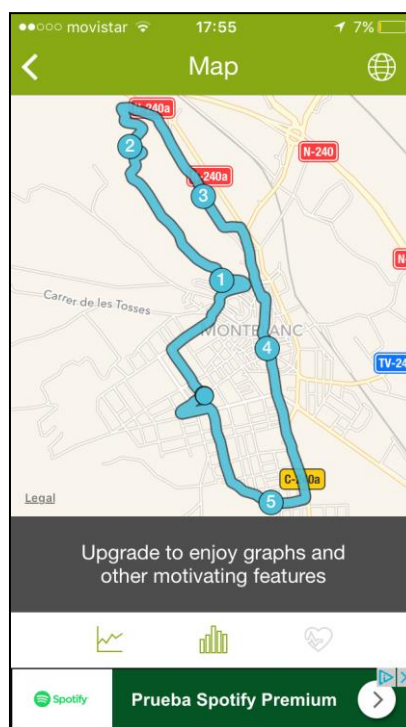 movistar 17:55 7%
Map
N-240a
2
N-240
N-240a
3
N
1
Carrer de les Tosses
MONTBLANC
4
TV-24
C-240a
Legal
5
Upgrade to enjoy graphs and
other motivating features
Spotify
Prueba Spotify Premium